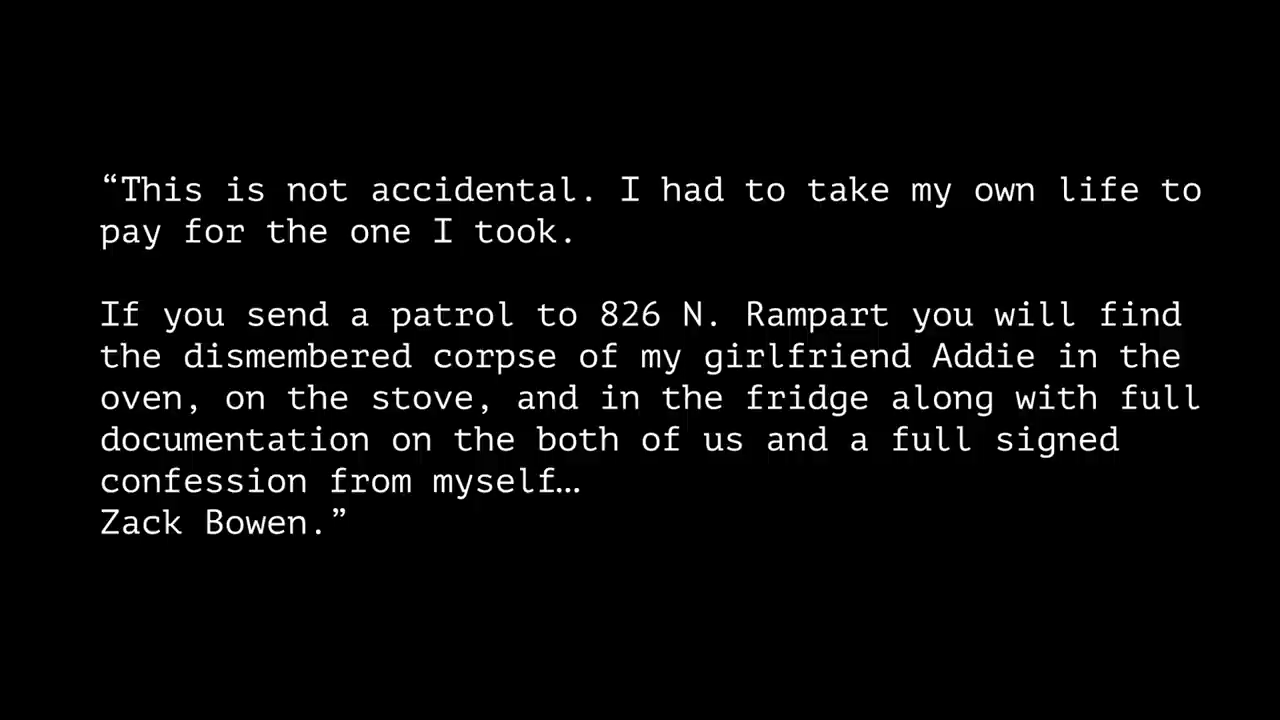 “This is not accidental. I had to take my own life to
pay for the one I took.
If you send a patrol to 826 N. Rampart you will find
the dismembered corpse of my girlfriend Addie in the
oven, on the stove, and in the fridge along with full
documentation on the both of us and a full signed
confession from myself…
Zack Bowen.”